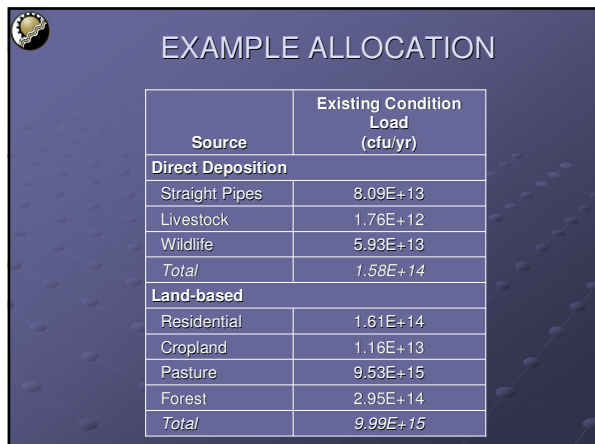 EXAMPLE ALLOCATION
Source
Existing Condition
Load
(cfu/yr)
Direct Deposition
Straight Pipes 8.09E+13
Livestock 1.76E+12
Wildlife 5.93E+13
Total 1.58E+14
Land-based
Residential 1.61E+14
Cropland 1.16E+13
Pasture 9.53E+15
Forest 2.95E+14
Total 9.99E+15